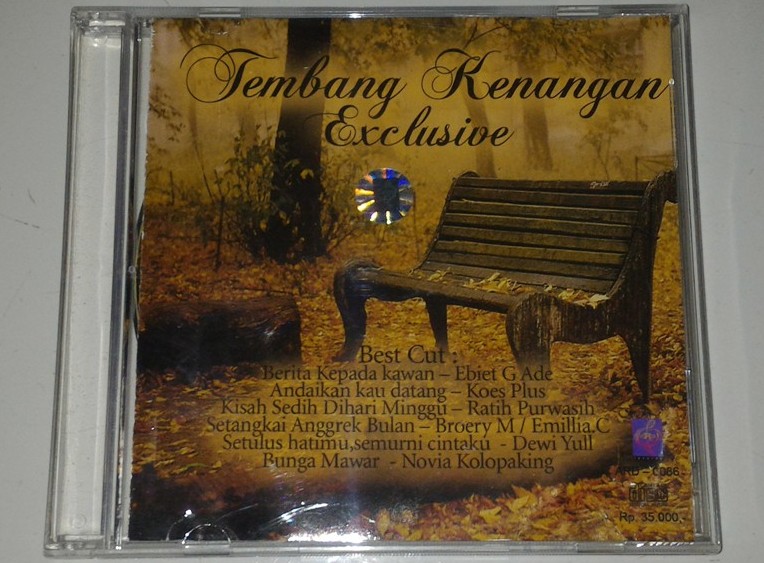 Tembang Kenangan
Exclusive
Best Cut :
Berita Kepada kawan – Ebiet G Ade
Andaikan kau datang – Koes Plus
Kisah Sedih Dihari Minggu – Ratih Purwasih
Setangkai Anggrek Bulan – Broery M / Emillia.C
Setulus hatimu,semurni cintaku - Dewi Yull
Bunga Mawar - Novia Kolopaking
Rp. 35.000,-